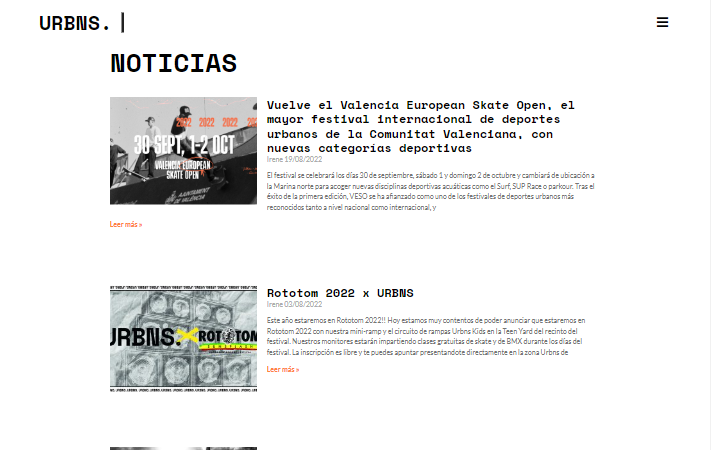 URBNS.
NOTICIAS
2022 2022 2022
30 SEPT, 1-2 OCT
VALENCIA EUROPEAN
SKATE OPEN
AJUNTAMENT
DE VALÈNCIA
Vuelve el Valencia European Skate Open, el
mayor festival internacional de deportes
urbanos de la Comunitat Valenciana, con
nuevas categorías deportivas
Irene 19/08/2022
El festival se celebrará los días 30 de septiembre, sábado 1 y domingo 2 de octubre y cambiará de ubicación a
la Marina norte para acoger nuevas disciplinas deportivas acuáticas como el Surf, SUP Race o parkour. Tras el
éxito de la primera edición, VESO se ha afianzado como uno de los festivales de deportes urbanos más
reconocidos tanto a nivel nacional como internacional, y
Leer más »
URBNS. X ROTOTOM
Rototom 2022 x URBNS
Irene 03/08/2022
Este año estaremos en Rototom 2022!! Hoy estamos muy contentos de poder anunciar que estaremos en
Rototom 2022 con nuestra mini-ramp y el circuito de rampas Urbns Kids en la Teen Yard del recinto del
festival. Nuestros monitores estarán impartiendo clases gratuitas de skate y de BMX durante los días del
festival. La inscripción es libre y te puedes apuntar presentandote directamente en la zona Urbns de
Leer más »